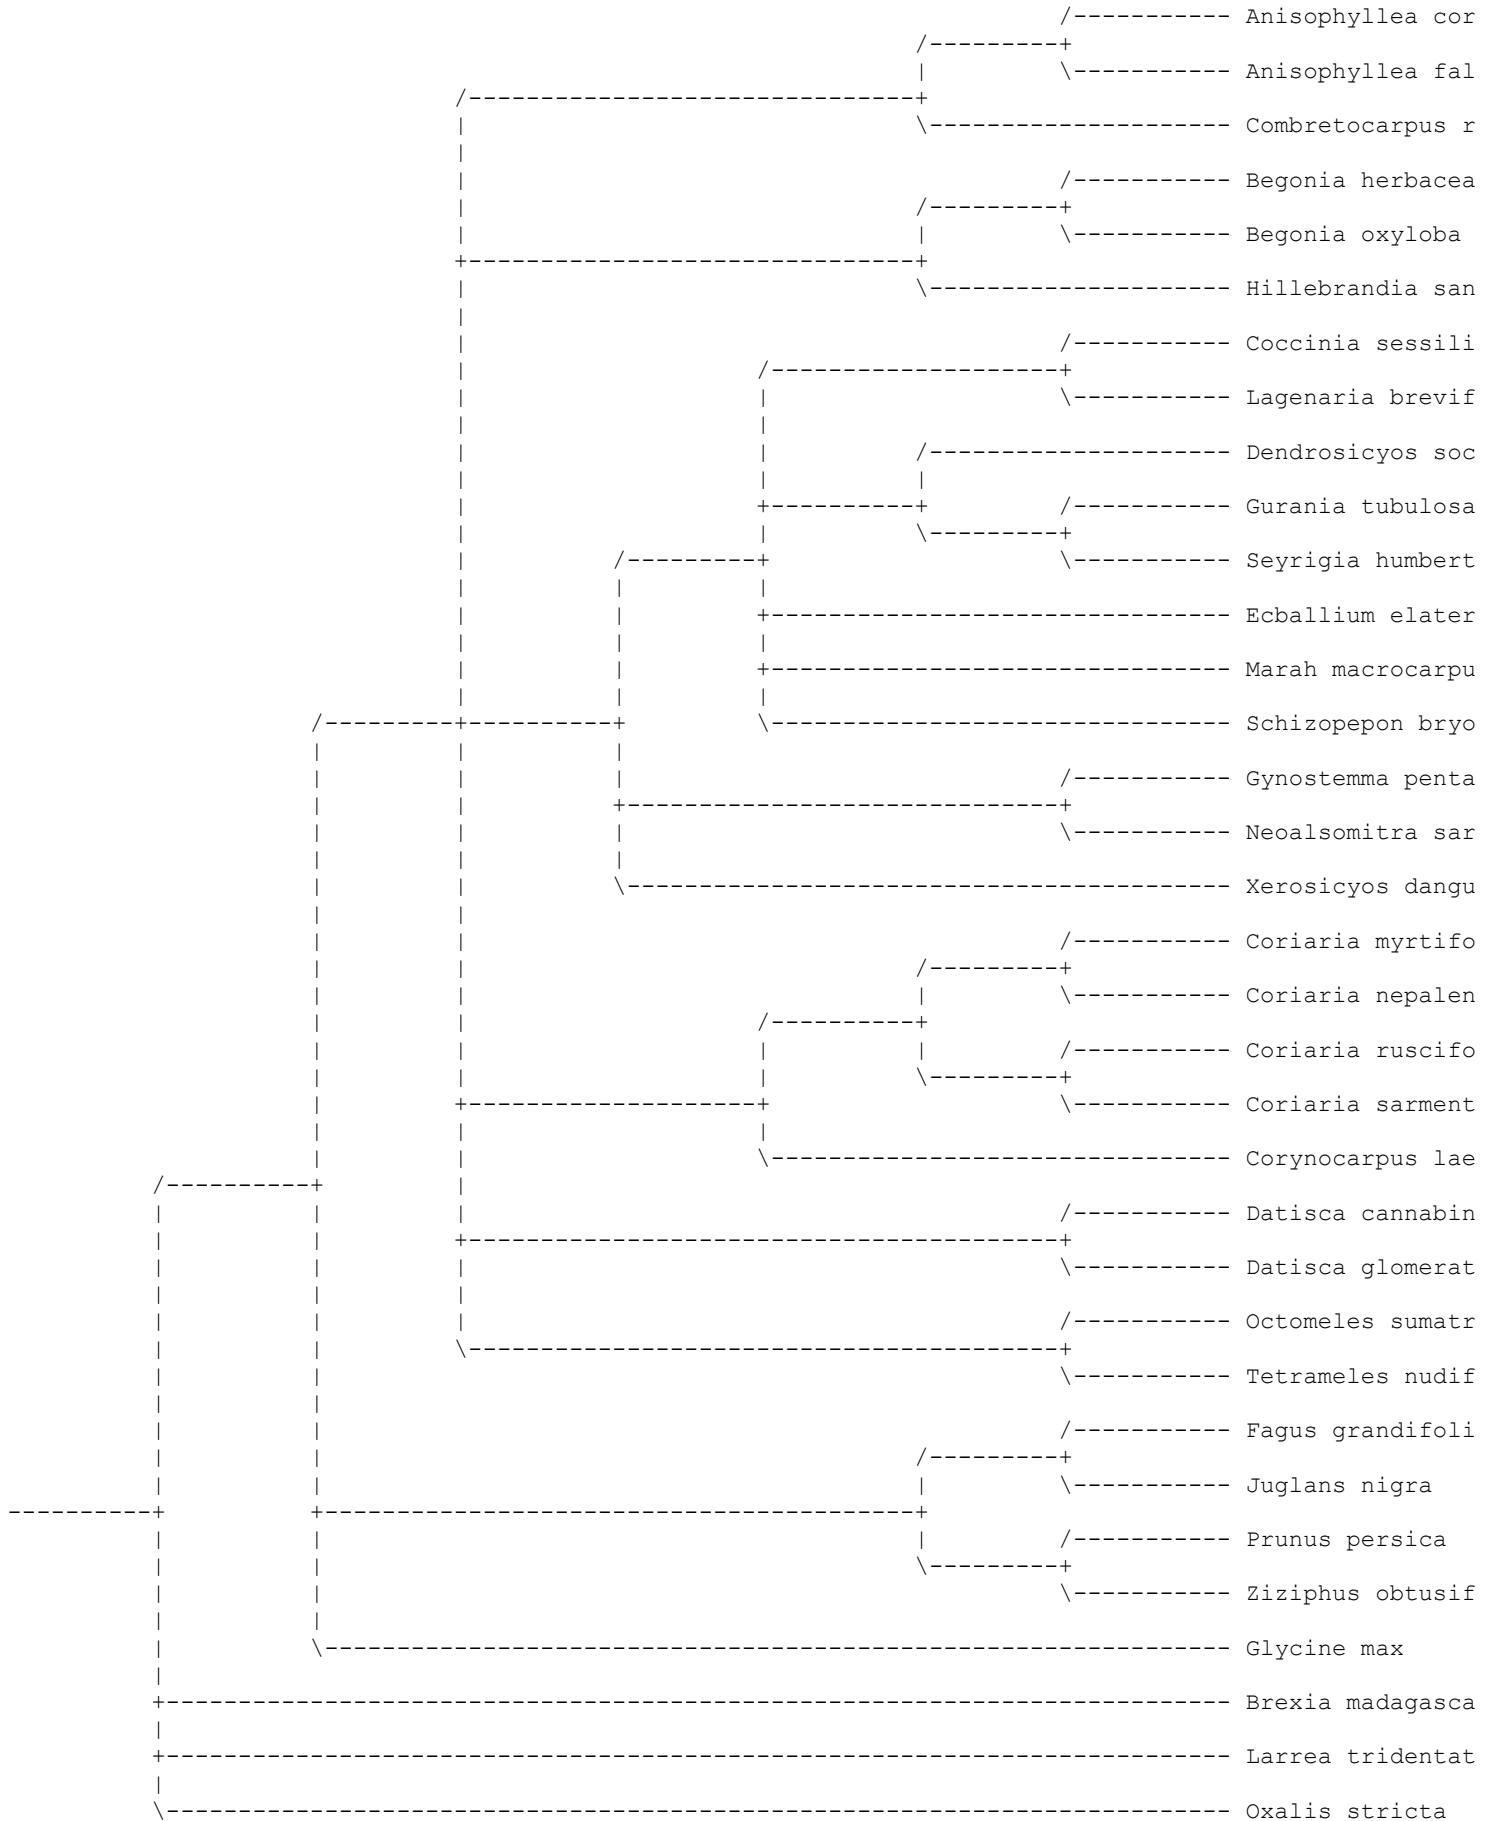 Anisophyllea cor
Anisophyllea fal
Combretocarpus r
Begonia herbacea
Begonia oxyloba
Hillebrandia san
Coccinia sessili
Lagenaria brevif
Dendrosicyos soc
Gurania tubulosa
Seyrigia humbert
Ecballium elater
Marah macrocarpu
Schizopepon bryo
Gynostemma penta
Neoalsomitra sar
Xerosicyos dangu
Coriaria myrtifo
Coriaria nepalen
Coriaria ruscifo
Coriaria sarment
Corynocarpus lae
Datisca cannabin
Datisca glomerat
Octomeles sumatr
Tetrameles nudif
Fagus grandifoli
Juglans nigra
Prunus persica
Ziziphus obtusif
Glycine max
Brexia madagasca
Larrea tridentat
Oxalis stricta